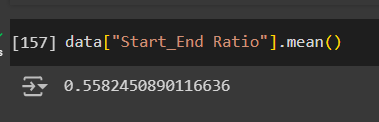 [157] data["Start_End Ratio"].mean()
0.5582450890116636